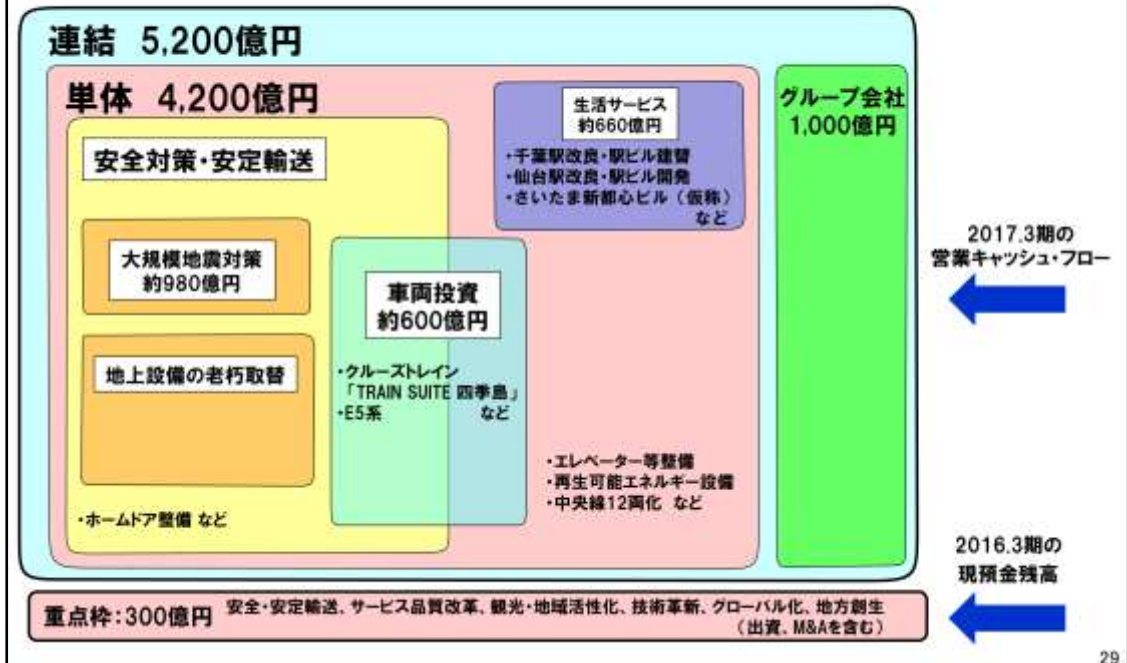 連結 5,200億円
単体 4,200億円
安全対策・安定輸送
大規模地震対策
約980億円
地上設備の老朽取替
・ホームドア整備 など
車両投資
約600億円
・クルーズトレイン
「TRAIN SUITE 四季島」
・E5系 など
生活サービス
約660億円
・千葉駅改良・駅ビル建替
・仙台駅改良・駅ビル開発
・さいたま新都心ビル（仮称）
など
・エレベーター等整備
・再生可能エネルギー設備
・中央線12両化 など
グループ会社
1,000億円
2017.3期の
営業キャッシュ・フロー
2016.3期の
現預金残高
重点枠：300億円 安全・安定輸送、サービス品質改革、観光・地域活性化、技術革新、グローバル化、地方創生
（出資、M&Aを含む）
29